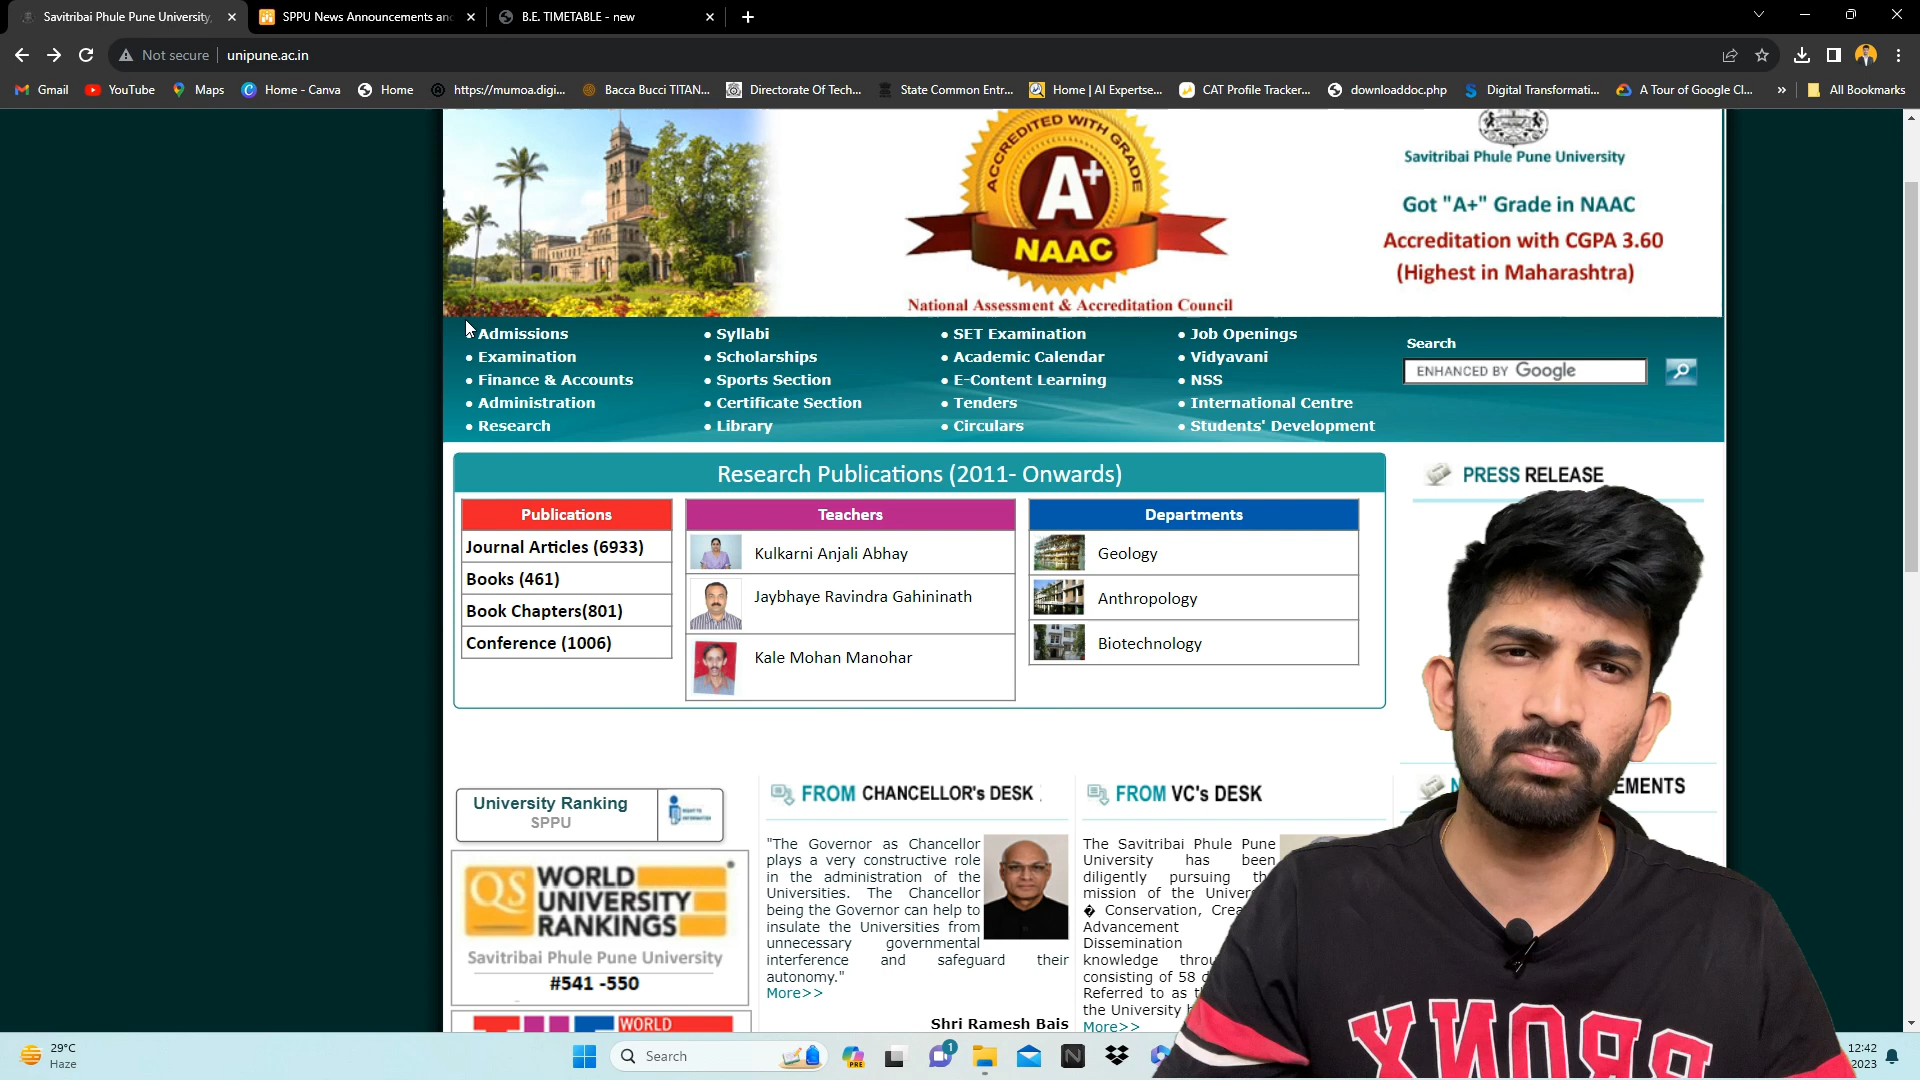 Savitribai Phule Pune University,
SPPU News Announcements an
B.E. TIMETABLE - new
Not secure
unipune.ac.in
Gmail
YouTube
Maps
Home - Canva
Home
https://mumoa.digi...
Bacca Bucci TITAN...
Directorate Of Tech...
State Common Entr...
Home | AI Expertse...
CAT Profile Tracker...
downloaddoc.php
Digital Transformati...
A Tour of Google Cl...
All Bookmarks
ACCREDITED WITH GRADE
A+
NAAC
National Assessment & Accreditation Council
Savitribai Phule Pune University
Got "A+" Grade in NAAC
Accreditation with CGPA 3.60
(Highest in Maharashtra)
Admissions
Examination
Finance & Accounts
Administration
Research
Syllabi
Scholarships
Sports Section
Certificate Section
Library
SET Examination
Academic Calendar
E-Content Learning
Tenders
Circulars
Job Openings
Vidyavani
NSS
International Centre
Students' Development
Search
ENHANCED BY Google
Research Publications (2011- Onwards)
Publications
Journal Articles (6933)
Books (461)
Book Chapters(801)
Conference (1006)
Teachers
Kulkarni Anjali Abhay
Jaybhaye Ravindra Gahininath
Kale Mohan Manohar
Departments
Geology
Anthropology
Biotechnology
PRESS RELEASE
EMENTS
University Ranking
SPPU
QS WORLD
UNIVERSITY
RANKINGS
Savitribai Phule Pune University
#541 -550
WORLD
FROM CHANCELLOR's DESK
"The Governor as Chancellor
plays a very constructive role
in the administration of the
Universities. The Chancellor
being the Governor can help to
insulate the Universities from
unnecessary governmental
interference and safeguard their
autonomy."
More>>
Shri Ramesh Bais
FROM VC's DESK
The Savitribai Phule Pune
University has been
diligently pursuing th
mission of the Univer
� Conservation, Crea
Advancement
Dissemination
knowledge throu
consisting of 58 d
Referred to as t
the University
More>>
BRONX
29°C
Haze
Search
PRE
1
12:42
2023